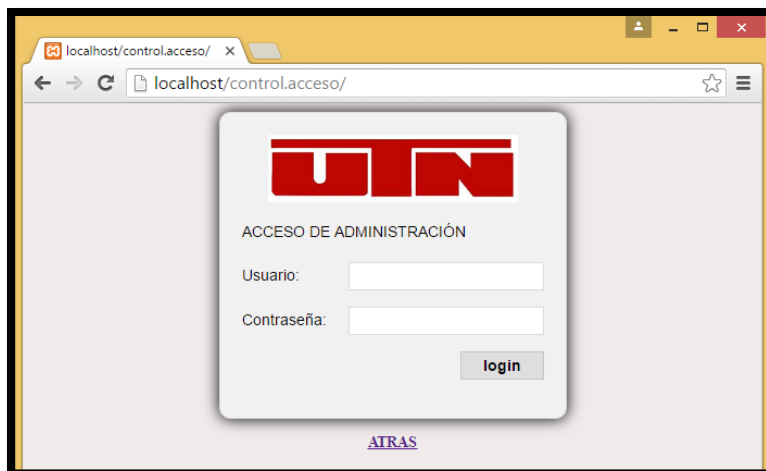 localhost/control.acceso/
localhost/control.acceso/
UTN
ACCESO DE ADMINISTRACIÓN
Usuario:
Contraseña:
login
ATRAS